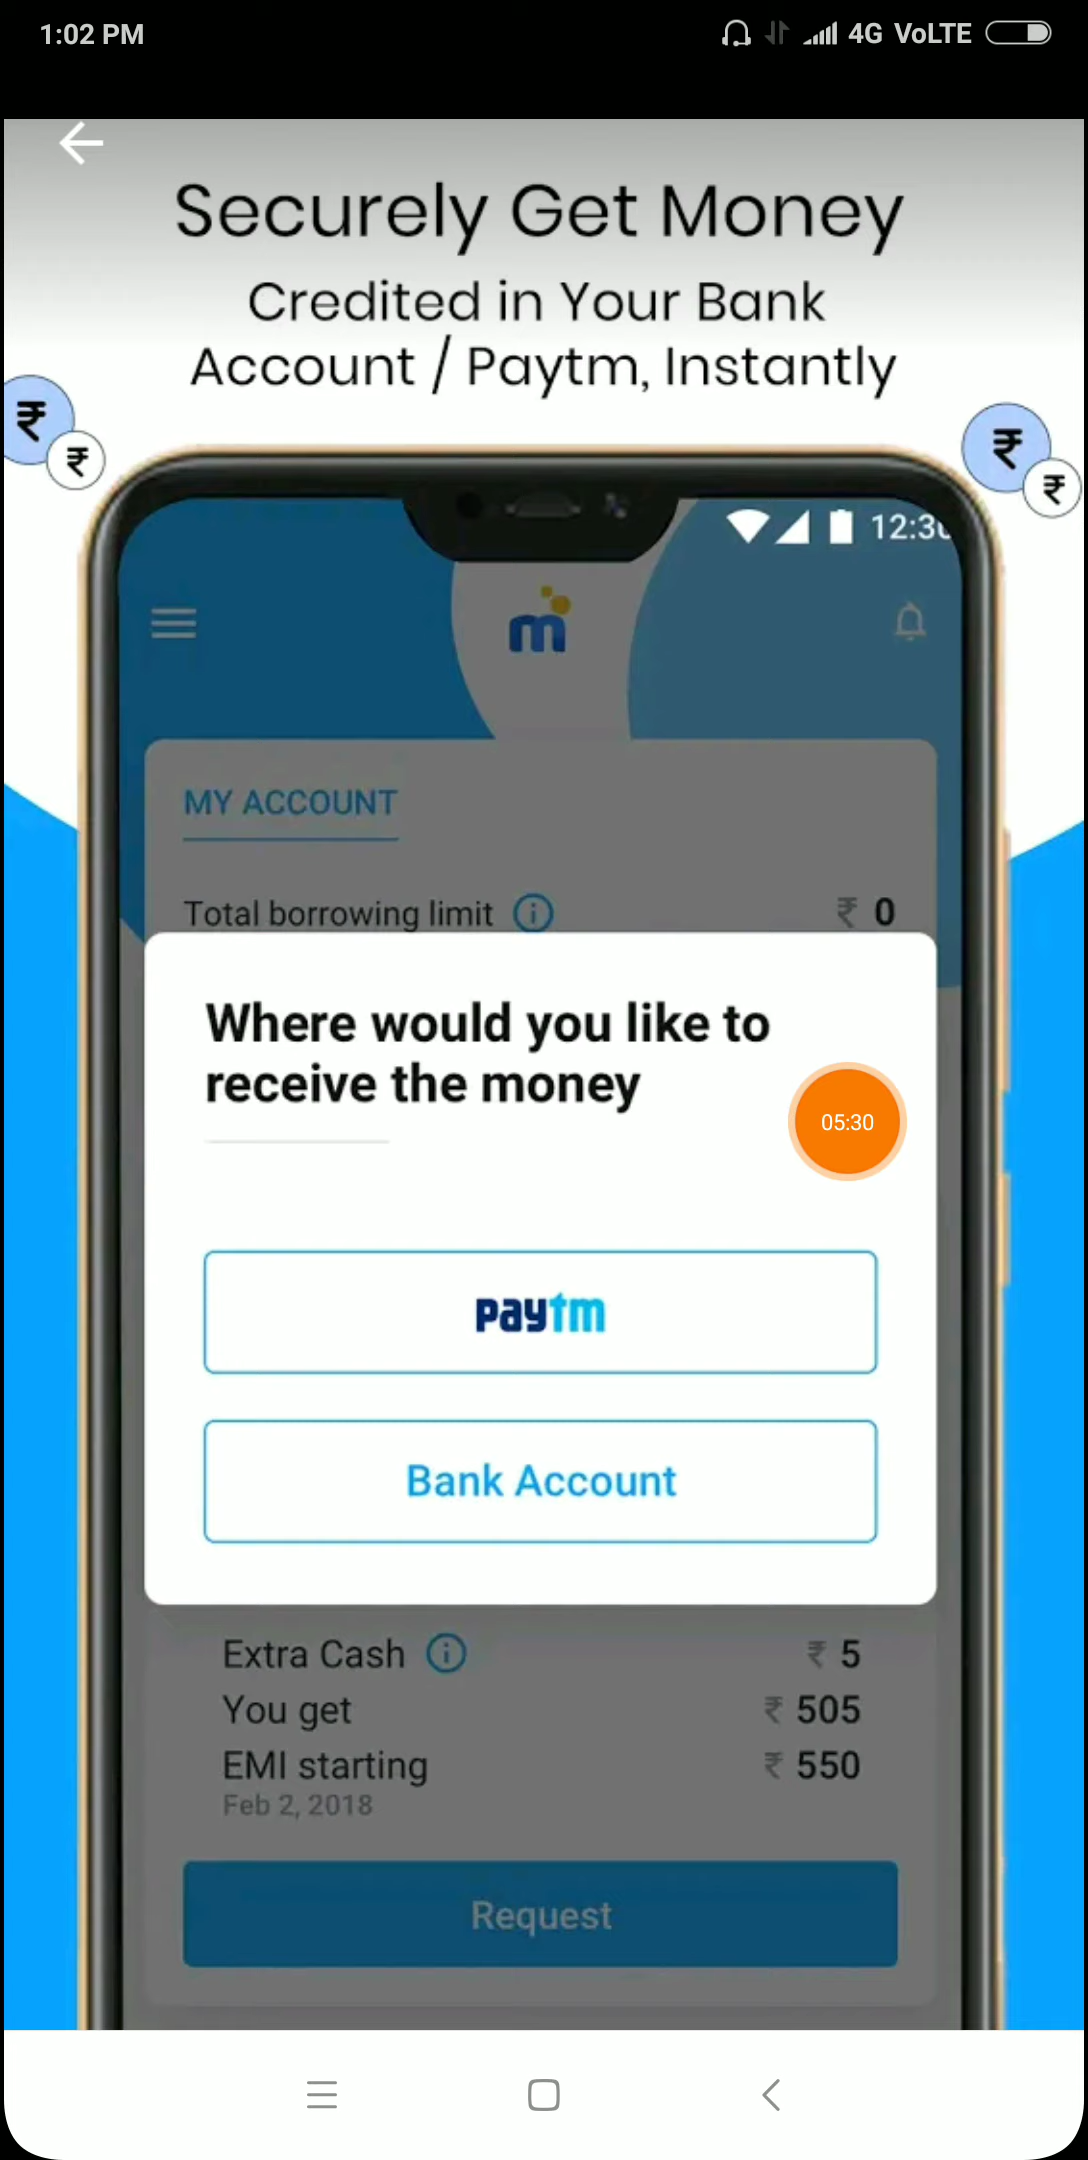 1:02 PM
4G VoLTE
Securely Get Money
Credited in Your Bank
Account / Paytm, Instantly
₹
₹
₹
₹
m
MY ACCOUNT
Total borrowing limit ₹ 0
Where would you like to
receive the money
05:30
paytm
Bank Account
Extra Cash ₹ 5
You get ₹ 505
EMI starting ₹ 550
Feb 2, 2018
Request